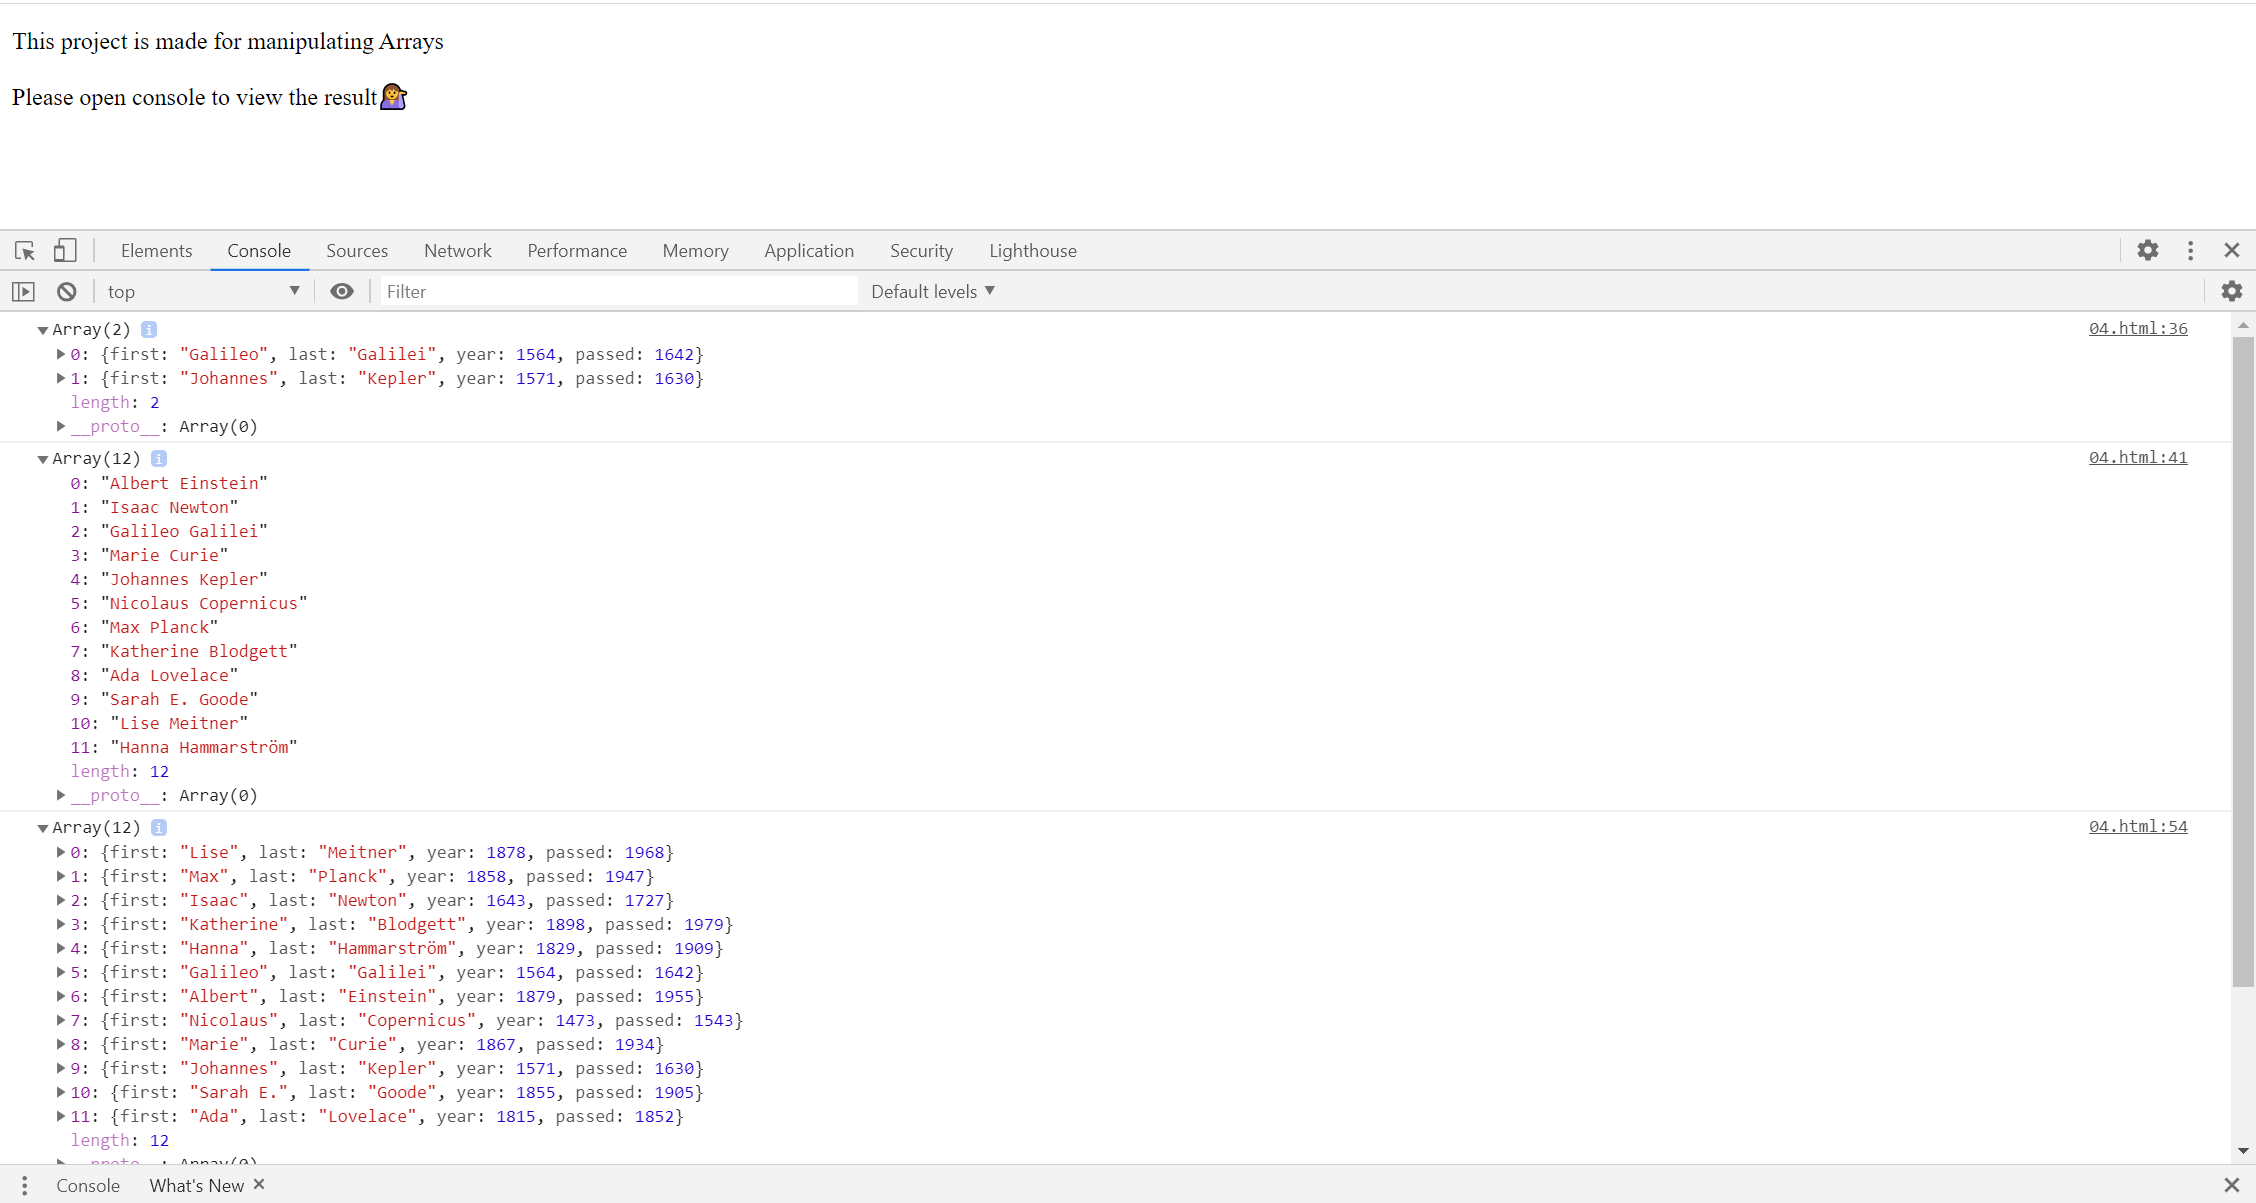 This project is made for manipulating Arrays
Please open console to view the result
Elements Console Sources Network Performance Memory Application Security Lighthouse
top Filter Default levels
Array(2) i 04.html:36
0: {first: "Galileo", last: "Galilei", year: 1564, passed: 1642}
1: {first: "Johannes", last: "Kepler", year: 1571, passed: 1630}
length: 2
__proto__: Array(0)
Array(12) i 04.html:41
0: "Albert Einstein"
1: "Isaac Newton"
2: "Galileo Galilei"
3: "Marie Curie"
4: "Johannes Kepler"
5: "Nicolaus Copernicus"
6: "Max Planck"
7: "Katherine Blodgett"
8: "Ada Lovelace"
9: "Sarah E. Goode"
10: "Lise Meitner"
11: "Hanna Hammarström"
length: 12
__proto__: Array(0)
Array(12) i 04.html:54
0: {first: "Lise", last: "Meitner", year: 1878, passed: 1968}
1: {first: "Max", last: "Planck", year: 1858, passed: 1947}
2: {first: "Isaac", last: "Newton", year: 1643, passed: 1727}
3: {first: "Katherine", last: "Blodgett", year: 1898, passed: 1979}
4: {first: "Hanna", last: "Hammarström", year: 1829, passed: 1909}
5: {first: "Galileo", last: "Galilei", year: 1564, passed: 1642}
6: {first: "Albert", last: "Einstein", year: 1879, passed: 1955}
7: {first: "Nicolaus", last: "Copernicus", year: 1473, passed: 1543}
8: {first: "Marie", last: "Curie", year: 1867, passed: 1934}
9: {first: "Johannes", last: "Kepler", year: 1571, passed: 1630}
10: {first: "Sarah E.", last: "Goode", year: 1855, passed: 1905}
11: {first: "Ada", last: "Lovelace", year: 1815, passed: 1852}
length: 12
__proto__: Array(0)
Console What's New